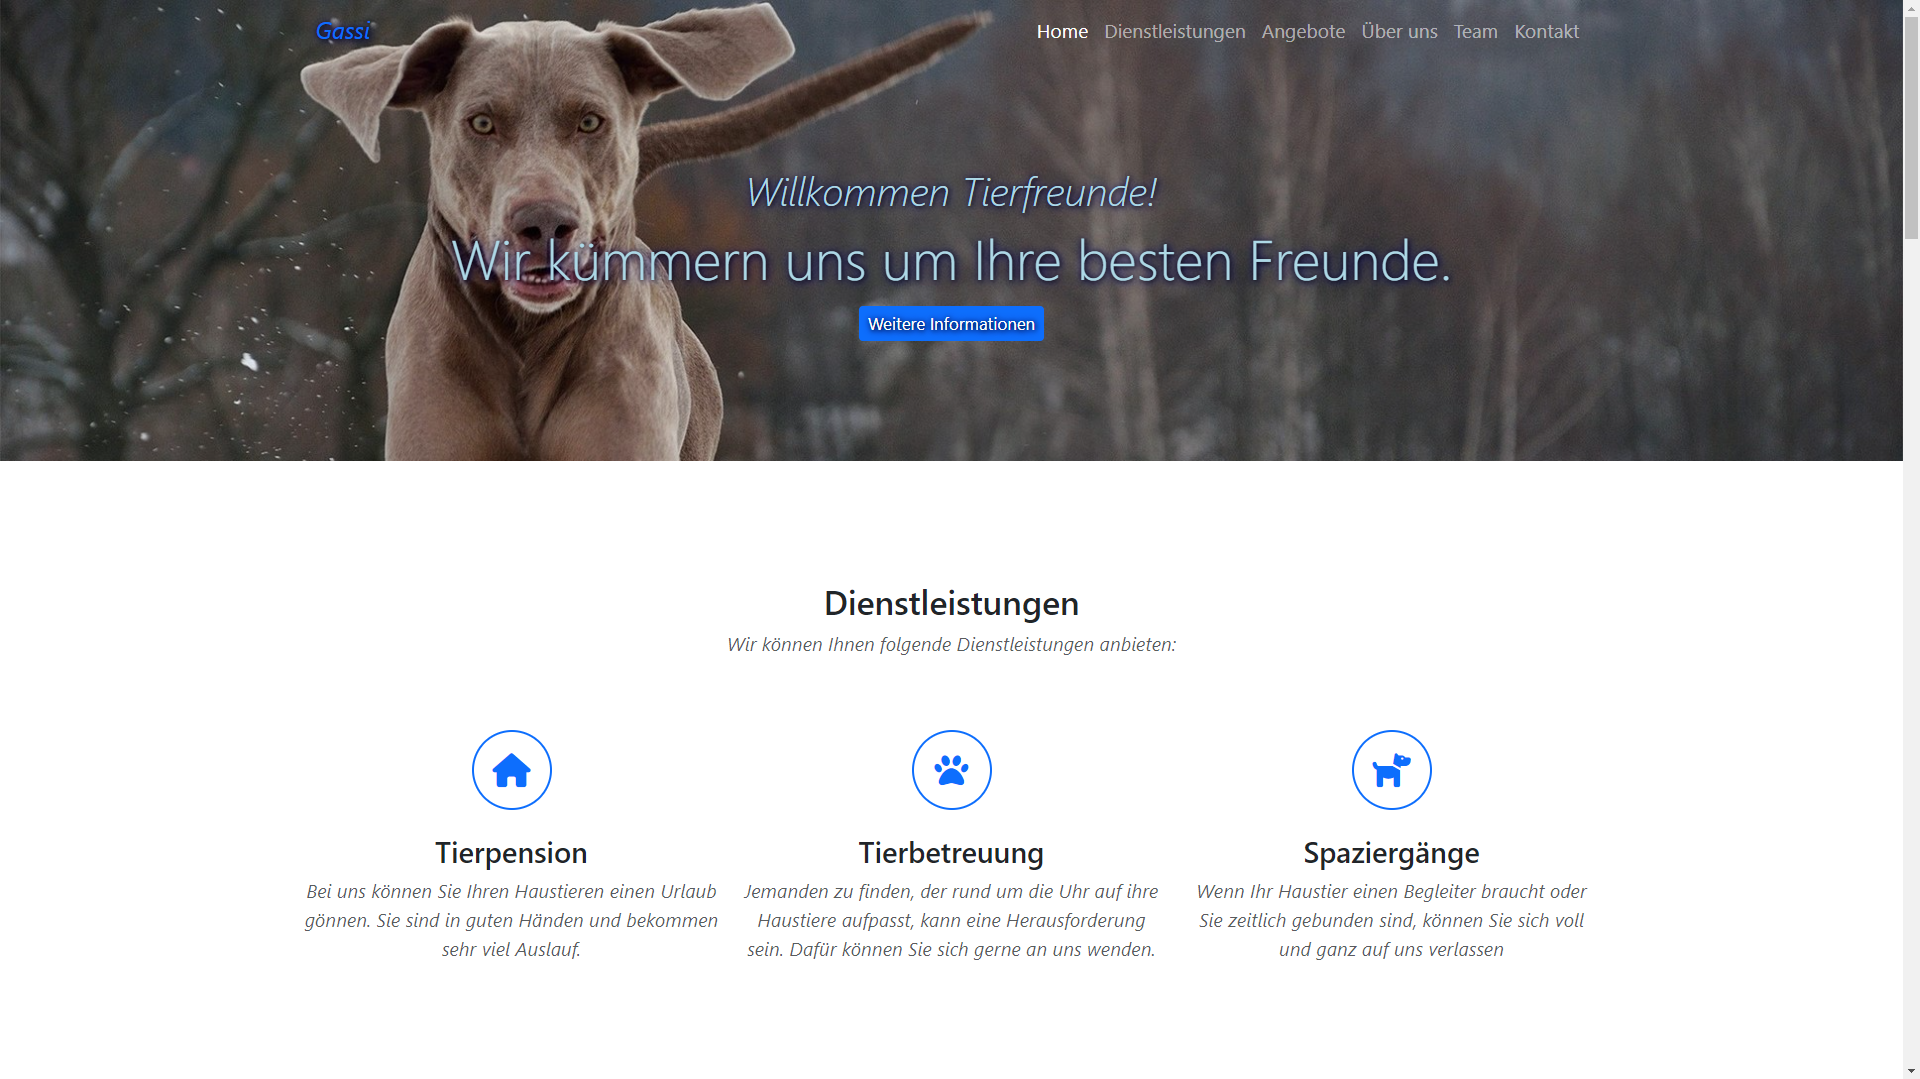 Gassi
Home Dienstleistungen Angebote Über uns Team Kontakt
Willkommen Tierfreunde!
Wir kümmern uns um Ihre besten Freunde.
Weitere Informationen
Dienstleistungen
Wir können Ihnen folgende Dienstleistungen anbieten:
Tierpension
Bei uns können Sie Ihren Haustieren einen Urlaub
gönnen. Sie sind in guten Händen und bekommen
sehr viel Auslauf.
Tierbetreuung
Jemanden zu finden, der rund um die Uhr auf ihre
Haustiere aufpasst, kann eine Herausforderung
sein. Dafür können Sie sich gerne an uns wenden.
Spaziergänge
Wenn Ihr Haustier einen Begleiter braucht oder
Sie zeitlich gebunden sind, können Sie sich voll
und ganz auf uns verlassen